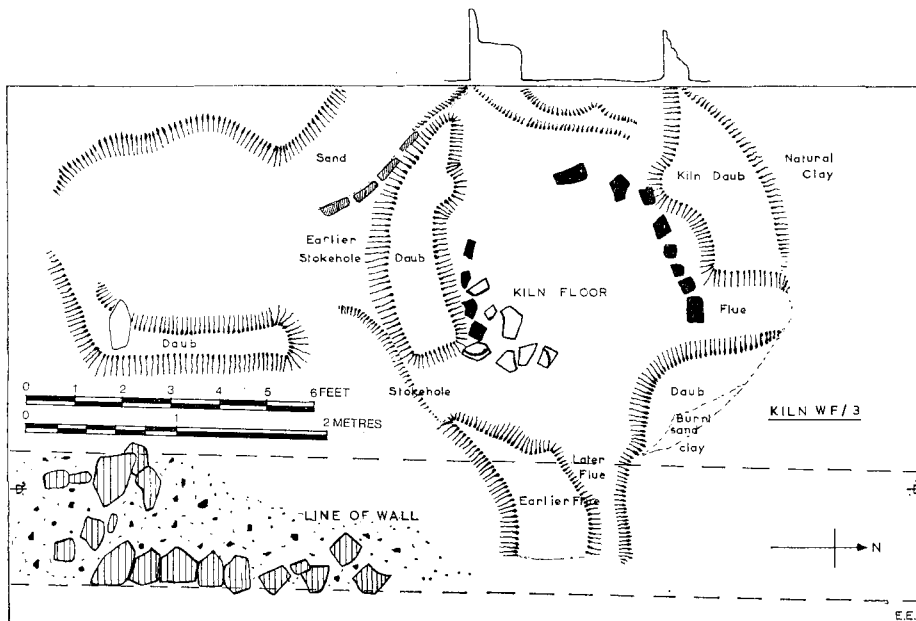 Sand
Kiln Daub
Natural
Clay
Earlier
Stokehole
Daub
KILN FLOOR
Flue
Daub
0 1 2 3 4 5 6 FEET
0 1 2 METRES
Stokehole
Daub
Burnt
sand
clay
KILN WF/3
Later
Flue
Earlier Flue
LINE OF WALL
N
E.E.